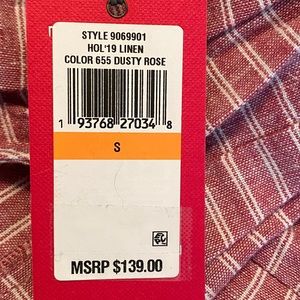 STYLE 9069901
HOL'19 LINEN
COLOR 655 DUSTY ROSE
1 93768 27034 8
S
MSRP $139.00